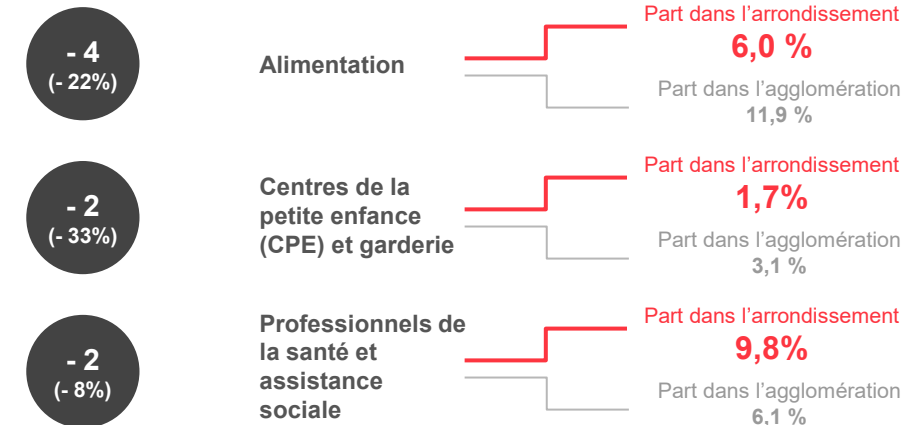 - 4
(- 22%)
Alimentation
Part dans l'arrondissement
6,0 %
Part dans l'agglomération
11,9 %
- 2
(- 33%)
Centres de la
petite enfance
(CPE) et garderie
Part dans l'arrondissement
1,7%
Part dans l'agglomération
3,1 %
- 2
(- 8%)
Professionnels de
la santé et
assistance
sociale
Part dans l'arrondissement
9,8%
Part dans l'agglomération
6,1 %